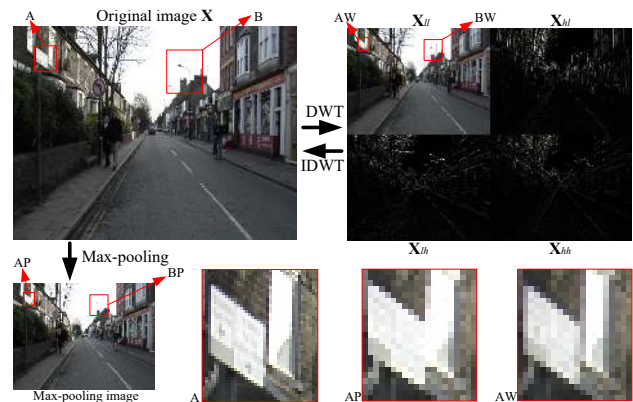 A
Original image X
B
AW
X_ll
BW
X_hl
DWT
IDWT
Max-pooling
X_lh
X_hh
AP
BP
Max-pooling image
A
AP
AW